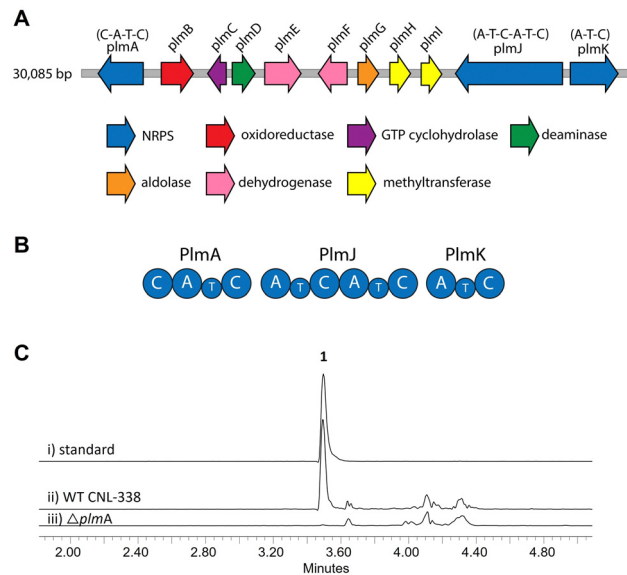 A
(C-A-T-C)
plmA plmB plmC plmD plmE plmF plmG plmH plmI (A-T-C-A-T-C) plmJ (A-T-C) plmK
30,085 bp
NRPS oxidoreductase GTP cyclohydrolase deaminase
aldolase dehydrogenase methyltransferase
B
PlmA PlmJ PlmK
C A T C A T C A T C A T C
C
1
i) standard
ii) WT CNL-338
iii) △plmA
2.00 2.40 2.80 3.20 3.60 4.00 4.40 4.80
Minutes